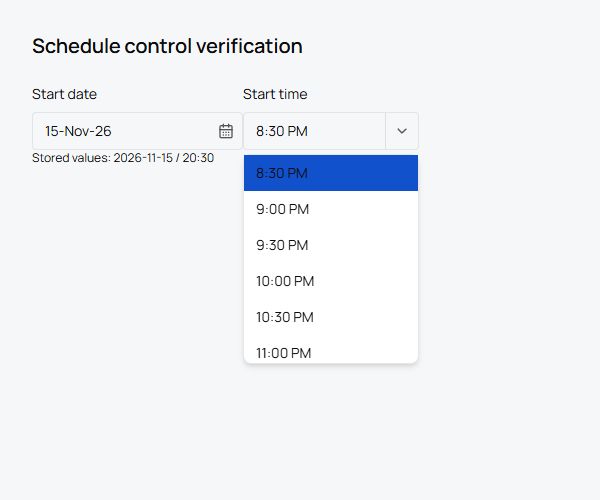 Schedule control verification
Start date
Start time
15-Nov-26
8:30 PM
Stored values: 2026-11-15 / 20:30
8:30 PM
9:00 PM
9:30 PM
10:00 PM
10:30 PM
11:00 PM